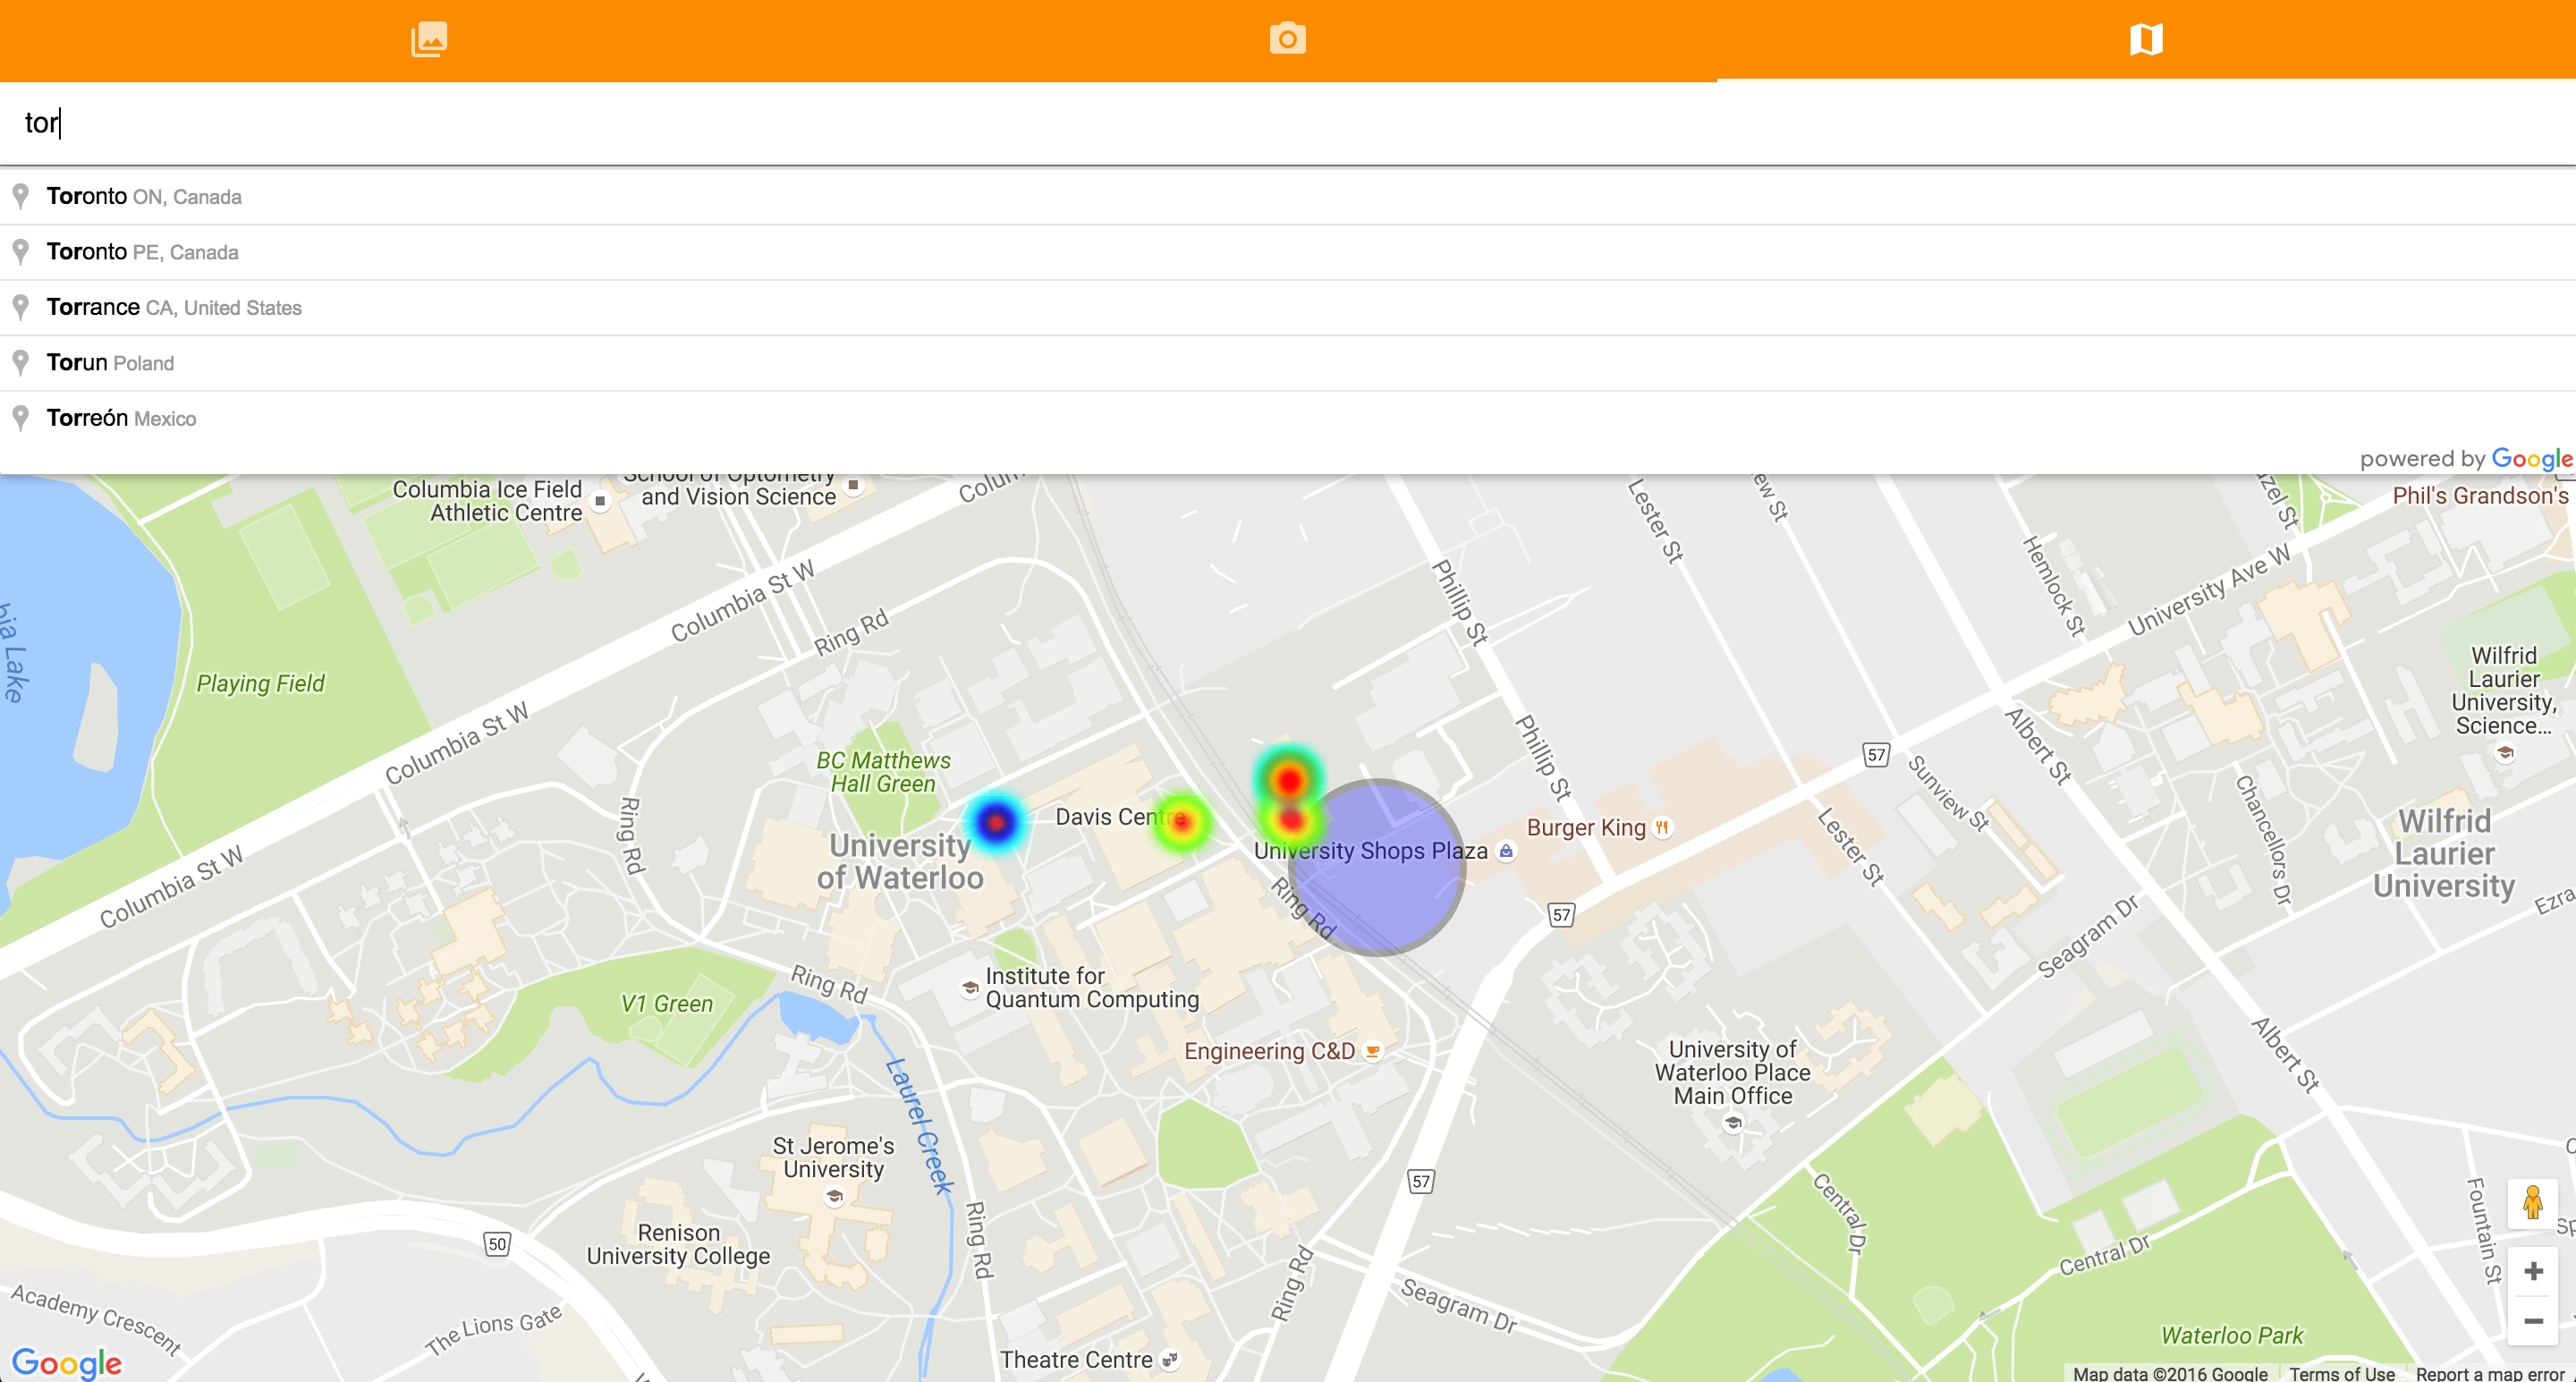 tor
Toronto ON, Canada
Toronto PE, Canada
Torrance CA, United States
Torun Poland
Torreón Mexico
powered by Google
School of Optometry
and Vision Science
Columbia Ice Field
Athletic Centre
Phil's Grandson's
Lester St
Hemlock St
University Ave W
Phillip St
Columbia St W
Ring Rd
Playing Field
Wilfrid
Laurier
University,
Science...
Columbia St W
Albert St
Phillip St
57
BC Matthews
Hall Green
Sunview St
Chancellors Dr
Ring Rd
Davis Centre
Burger King
Lester St
University
of Waterloo
University Shops Plaza
Wilfrid
Laurier
University
Columbia St W
Ring Rd
57
Seagram Dr
Ring Rd
Institute for
Quantum Computing
V1 Green
Engineering C&D
University of
Waterloo Place
Main Office
Albert St
Laurel Creek
St Jerome's
University
57
Central Dr
Fountain St
Ring Rd
Renison
University College
50
Central Dr
Ring Rd
Seagram Dr
Academy Crescent
The Lions Gate
Waterloo Park
Theatre Centre
Google
Map data ©2016 Google
Terms of Use
Report a map error